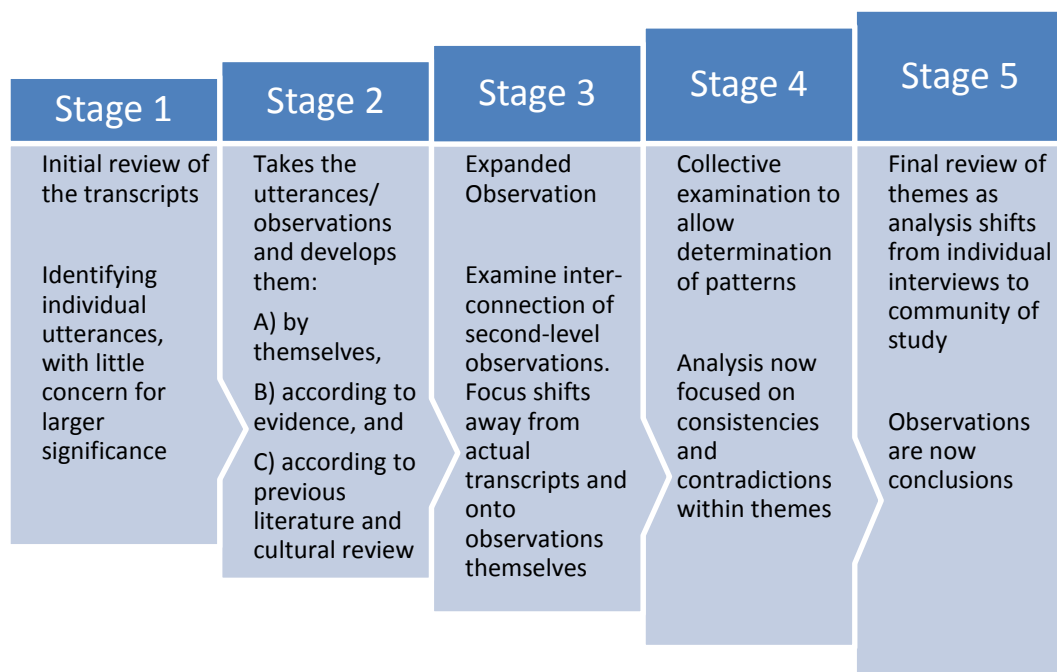 Stage 1
Initial review of
the transcripts
Identifying
individual
utterances,
with little
concern for
larger
significance
Stage 2
Takes the
utterances/
observations
and develops
them:
A) by
themselves,
B) according to
evidence, and
C) according to
previous
literature and
cultural review
Stage 3
Expanded
Observation
Examine inter-
connection of
second-level
observations.
Focus shifts
away from
actual
transcripts and
onto
observations
themselves
Stage 4
Collective
examination to
allow
determination
of patterns
Analysis now
focused on
consistencies
and
contradictions
within themes
Stage 5
Final review of
themes as
analysis shifts
from individual
interviews to
community of
study
Observations
are now
conclusions